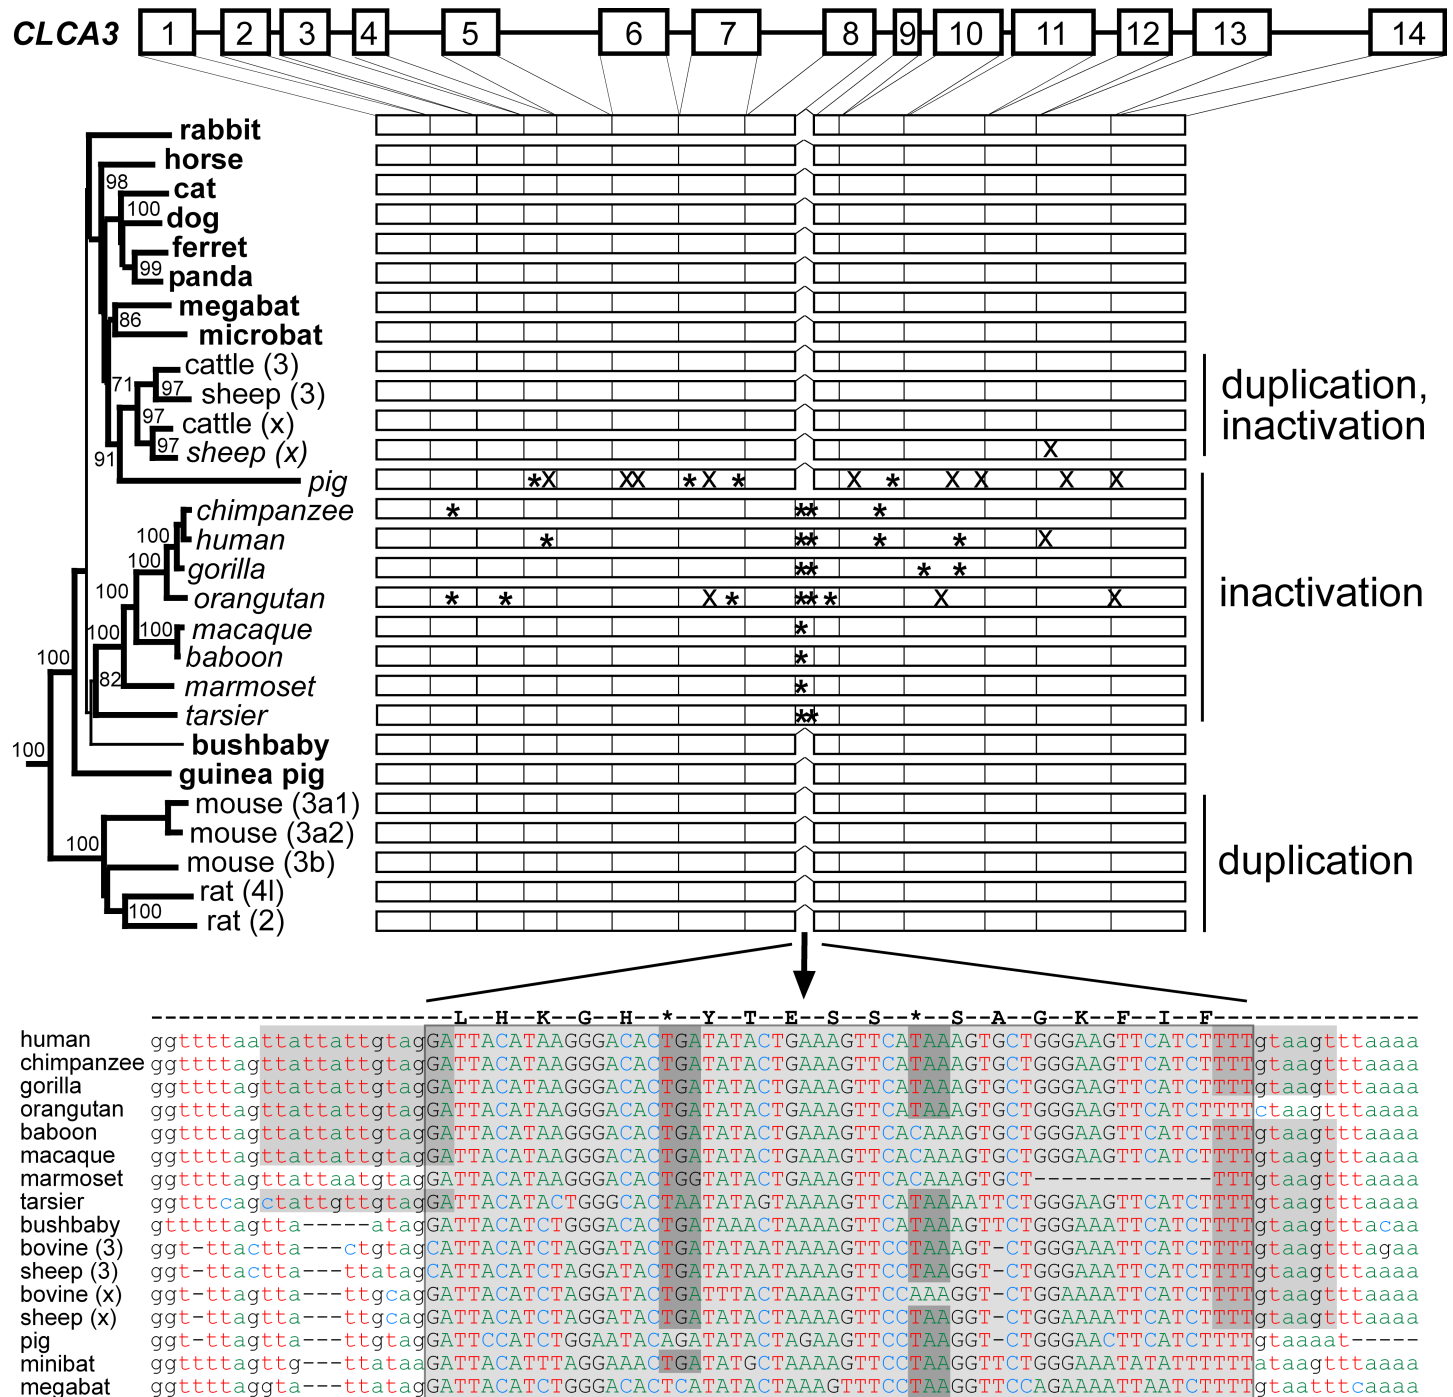 CLCA3 1 2 3 4 5 6 7 8 9 10 11 12 13 14
rabbit
horse
98
cat
100
dog
ferret
99
panda
megabat
86
microbat
cattle (3)
71
97
sheep (3)
97
cattle (x)
97
sheep (x) X
91
duplication,
inactivation
pig *X XX * X * X * X X X X
chimpanzee * ** *
100
human * ** * * X
100
gorilla ** * *
100
orangutan * * X * ** * X X
inactivation
100
100
macaque *
baboon *
100
82
marmoset *
tarsier **
100
bushbaby
guinea pig
mouse (3a1)
mouse (3a2)
100
mouse (3b)
rat (4l)
100
rat (2)
duplication
L--H--K--G--H--*--Y--T--E--S--S--*--S--A--G--K--F--I--F
human ggttttaattattattgtagGATTACATAAGGGACACTGATATACTGAAAGTTCATAAAGTGCTGGGAAGTTCATCTTTTgtaagtttaaaa
chimpanzee ggttttagttattattgtagGATTACATAAGGGACACTGATATACTGAAAGTTCATAAAGTGCTGGGAAGTTCATCTTTTgtaagtttaaaa
gorilla ggttttagttattattgtagGATTACATAAGGGACACTGATATACTGAAAGTTCATAAAGTGCTGGGAAGTTCATCTTTTgtaagtttaaaa
orangutan ggttttagttattattgtagGATTACATAAGGGACACTGATATACTGAAAGTTCATAAAGTGCTGGGAAGTTCATCTTTTctaagtttaaaa
baboon ggttttagttattattgtagGATTACATAAGGGACACTGATATACTGAAAGTTCACAAAGTGCTGGGAAGTTCATCTTTTgtaagtttaaaa
macaque ggttttagttattattgtagGATTACATAAGGGACACTGATATACTGAAAGTTCACAAAGTGCTGGGAAGTTCATCTTTTgtaagtttaaaa
marmoset ggttttagttattaatgtagGATTACATAAGGGACACTGGTATACTGAAAGTTCACAAAGTGCT-------------TTTgtaagtttaaaa
tarsier ggtttcagctattgttgtagGATTACATACTGGGCACTAATATAGTGAAAGTTCATAAAATTCTGGGAAGTTCATCTTTTgtaagtttaaaa
bushbaby gtttttagtta-----atagGATTACATCTGGGACACTGATAAACTAAAAGTTCATAAAGTTCTGGGAAATTCATCTTTTgtaagtttacaa
bovine (3) ggt-ttactta---ctgtagCATTACATCTAGGATACTGATATAATAAAAGTTCCTAAAGT-CTGGGAAATTCATCTTTTgtaagtttagaa
sheep (3) ggt-ttactta---ttatagCATTACATCTAGGATACTGATATAATAAAAGTTCCTAAGGT-CTGGGAAATTCATCTTTTgtaagtttaaaa
bovine (x) ggt-ttagtta---ttgcagGATTACATCTAGGATACTGATTTACTAAAAGTTCCAAAGGT-CTGGGAAATTCATCTTTTgtaagtttaaaa
sheep (x) ggt-ttagtta---ttgcagGATTACATCTAGGATACTGATTTACTAAAAGTTCCTAAGGT-CTGGAAAATTCATCTTTTgtaagtttaaaa
pig ggt-ttagtta---ttgtagGATTCCATCTGGAATACAGATATACTAGAAGTTCCTAAGGT-CTGGGAACTTCATCTTTTgtaaaat-----
minibat ggttttagttg---ttataaGATTACATTTAGGAAACTGATATGCTAAAAGTTCCTAAGGTTCTGGGAAATATATTTTTTataagtttaaaa
megabat ggttttaggta---ttatagGATTACATCTGGGACACTCATATACTAAAGTTTCCTAAGGTTCCAGAAAATTAATCTTTTgtaatttcaaaa